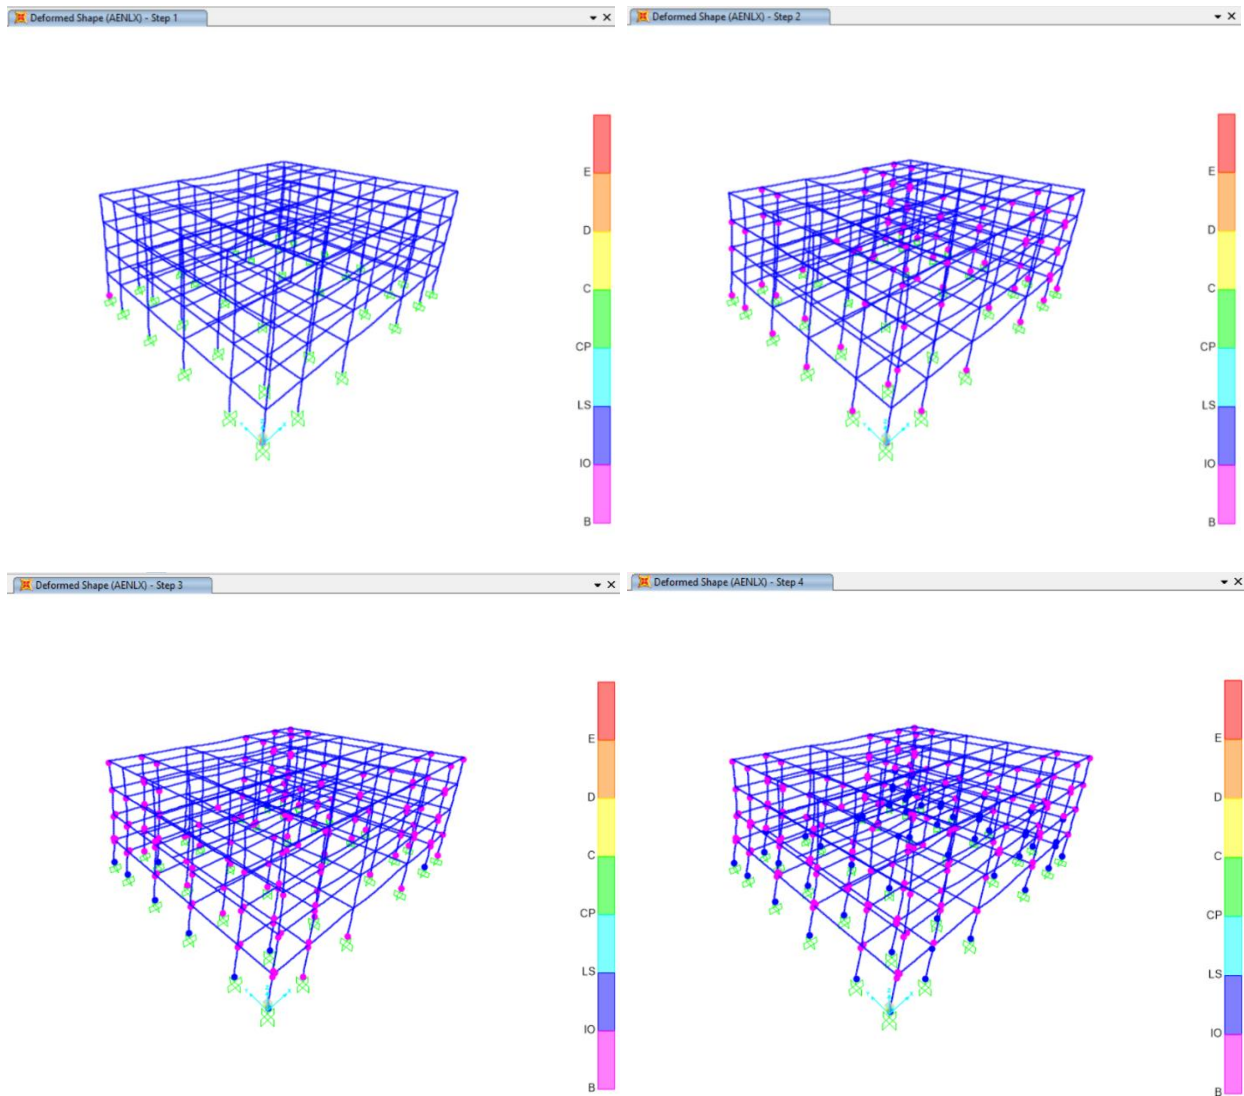 Deformed Shape (AENLX) - Step 1
E
D
C
CP
LS
IO
B
Deformed Shape (AENLX) - Step 2
E
D
C
CP
LS
IO
B
Deformed Shape (AENLX) - Step 3
E
D
C
CP
LS
IO
B
Deformed Shape (AENLX) - Step 4
E
D
C
CP
LS
IO
B